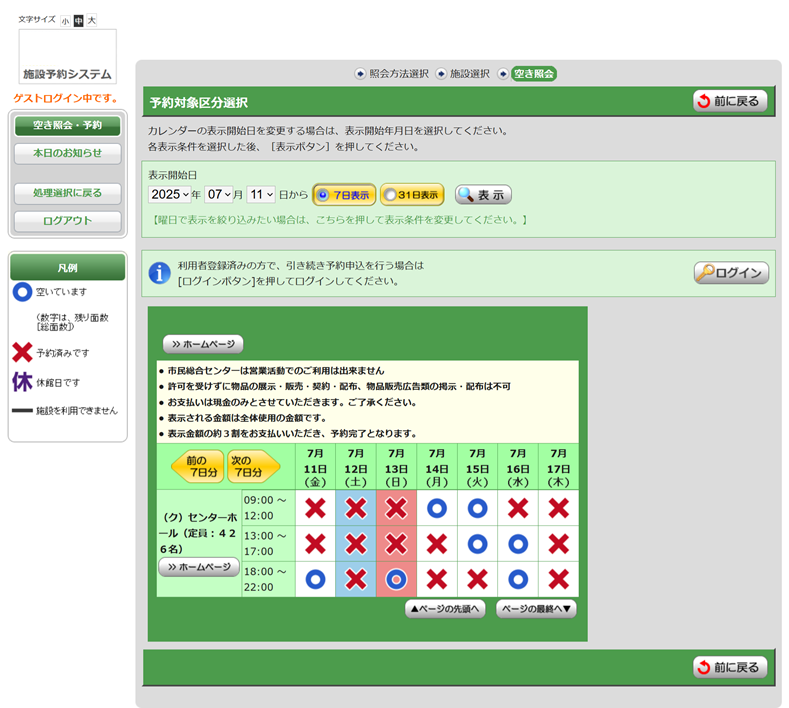 文字サイズ 小 中 大
施設予約システム
ゲストログイン中です。
空き照会・予約
本日のお知らせ
処理選択に戻る
ログアウト
凡例
空いています
(数字は、残り面数
[総面数])
予約済みです
休 休館日です
施設を利用できません
照会方法選択 施設選択 空き照会
予約対象区分選択
前に戻る
カレンダーの表示開始日を変更する場合は、表示開始年月日を選択してください。
各表示条件を選択した後、［表示ボタン］を押してください。
表示開始日
2025 年 07 月 11 日から 7日表示 31日表示 表示
【曜日で表示を絞り込みたい場合は、こちらを押して表示条件を変更してください。】
利用者登録済みの方で、引き続き予約申込を行う場合は
[ログインボタン]を押してログインしてください。
ログイン
ホームページ
● 市民総合センターは営業活動でのご利用は出来ません
● 許可を受けずに物品の展示・販売・契約・配布、物品販売広告類の掲示・配布は不可
● お支払いは現金のみとさせていただきます。ご了承ください。
● 表示される金額は全体使用の金額です。
● 表示金額の約３割をお支払いいただき、予約完了となります。
前の
7日分
次の
7日分
7月 7月 7月 7月 7月 7月 7月
11日 12日 13日 14日 15日 16日 17日
(金) (土) (日) (月) (火) (水) (木)
（ク）センターホ
ール（定員：４２
６名）
ホームページ
09:00 ～
12:00
13:00 ～
17:00
18:00 ～
22:00
▲ページの先頭へ ページの最終へ▼
前に戻る